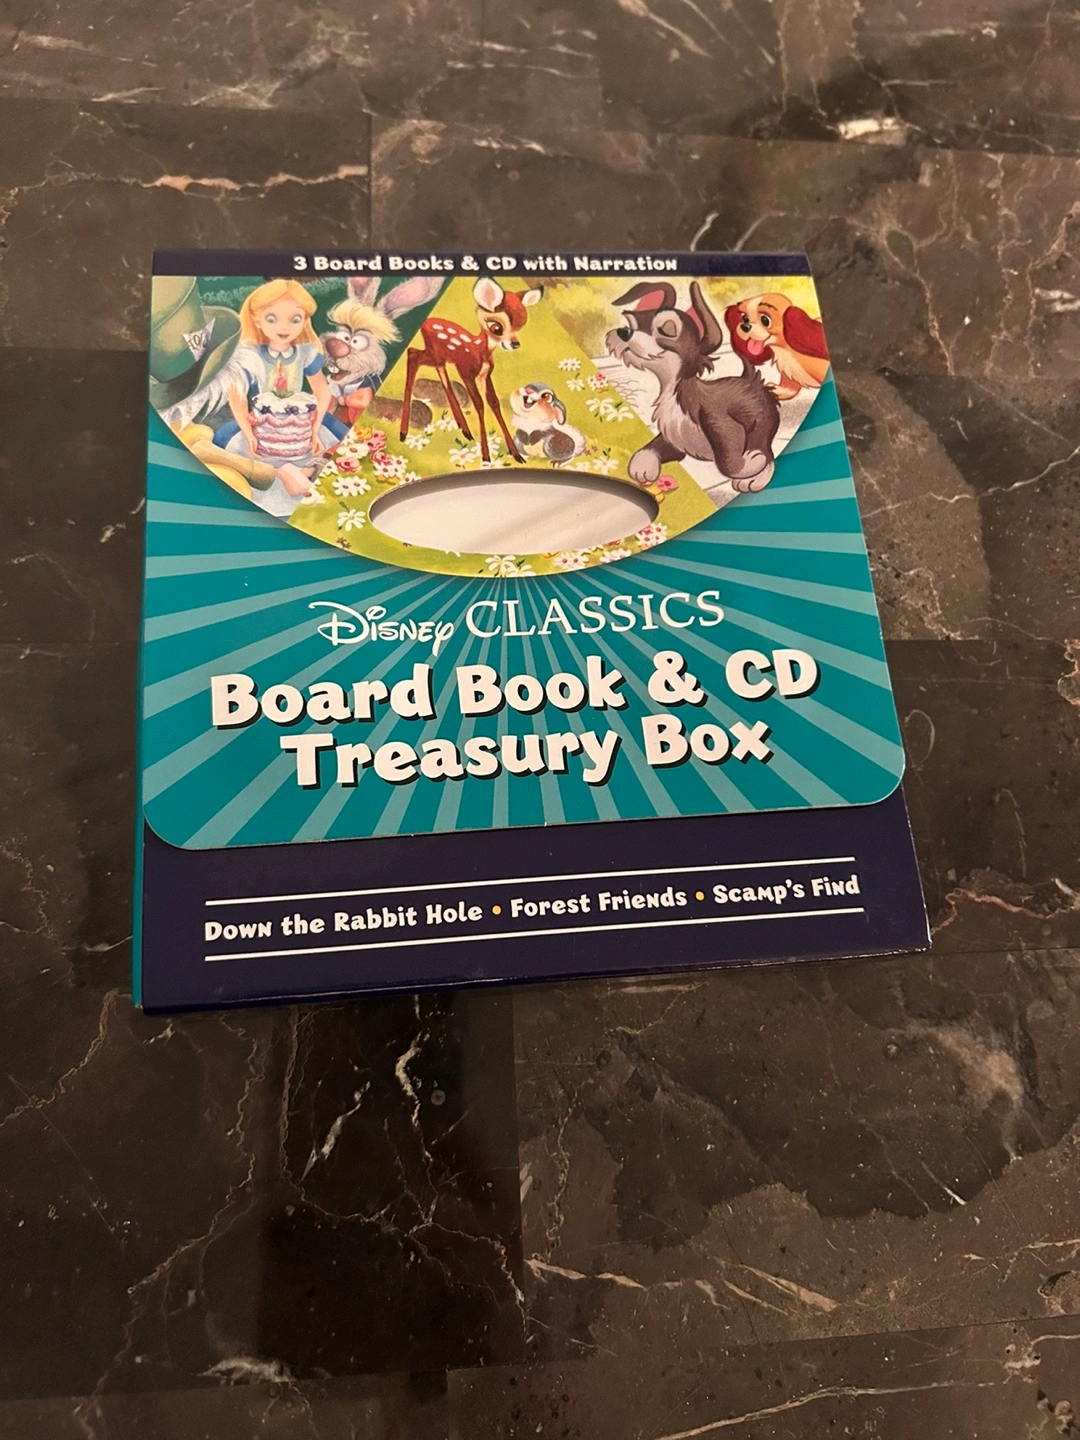 3 Board Books & CD with Narration
Disney CLASSICS
Board Book & CD
Treasury Box
Down the Rabbit Hole • Forest Friends • Scamp's Find